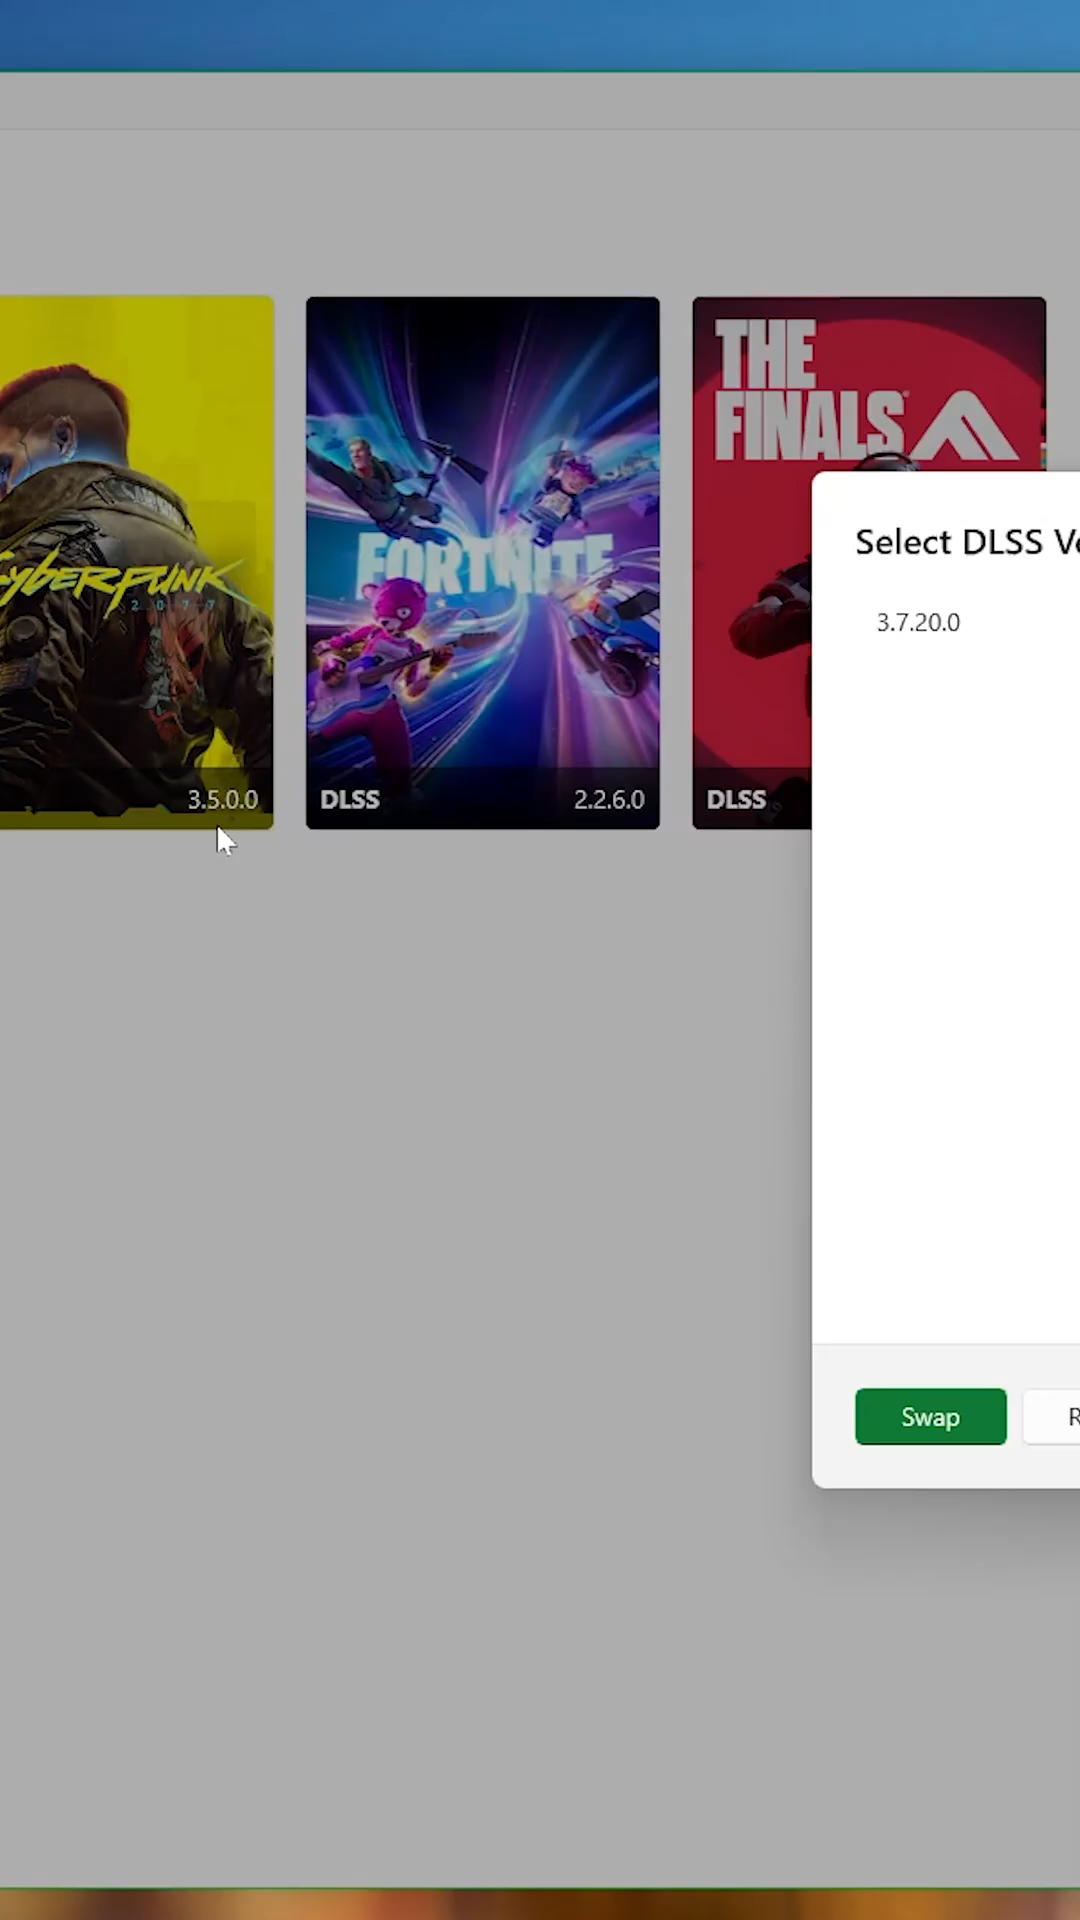 CYBERPUNK
2077
3.5.0.0
FORTNITE
DLSS 2.2.6.0
THE
FINALS
DLSS
Select DLSS Ve
3.7.20.0
Swap
R